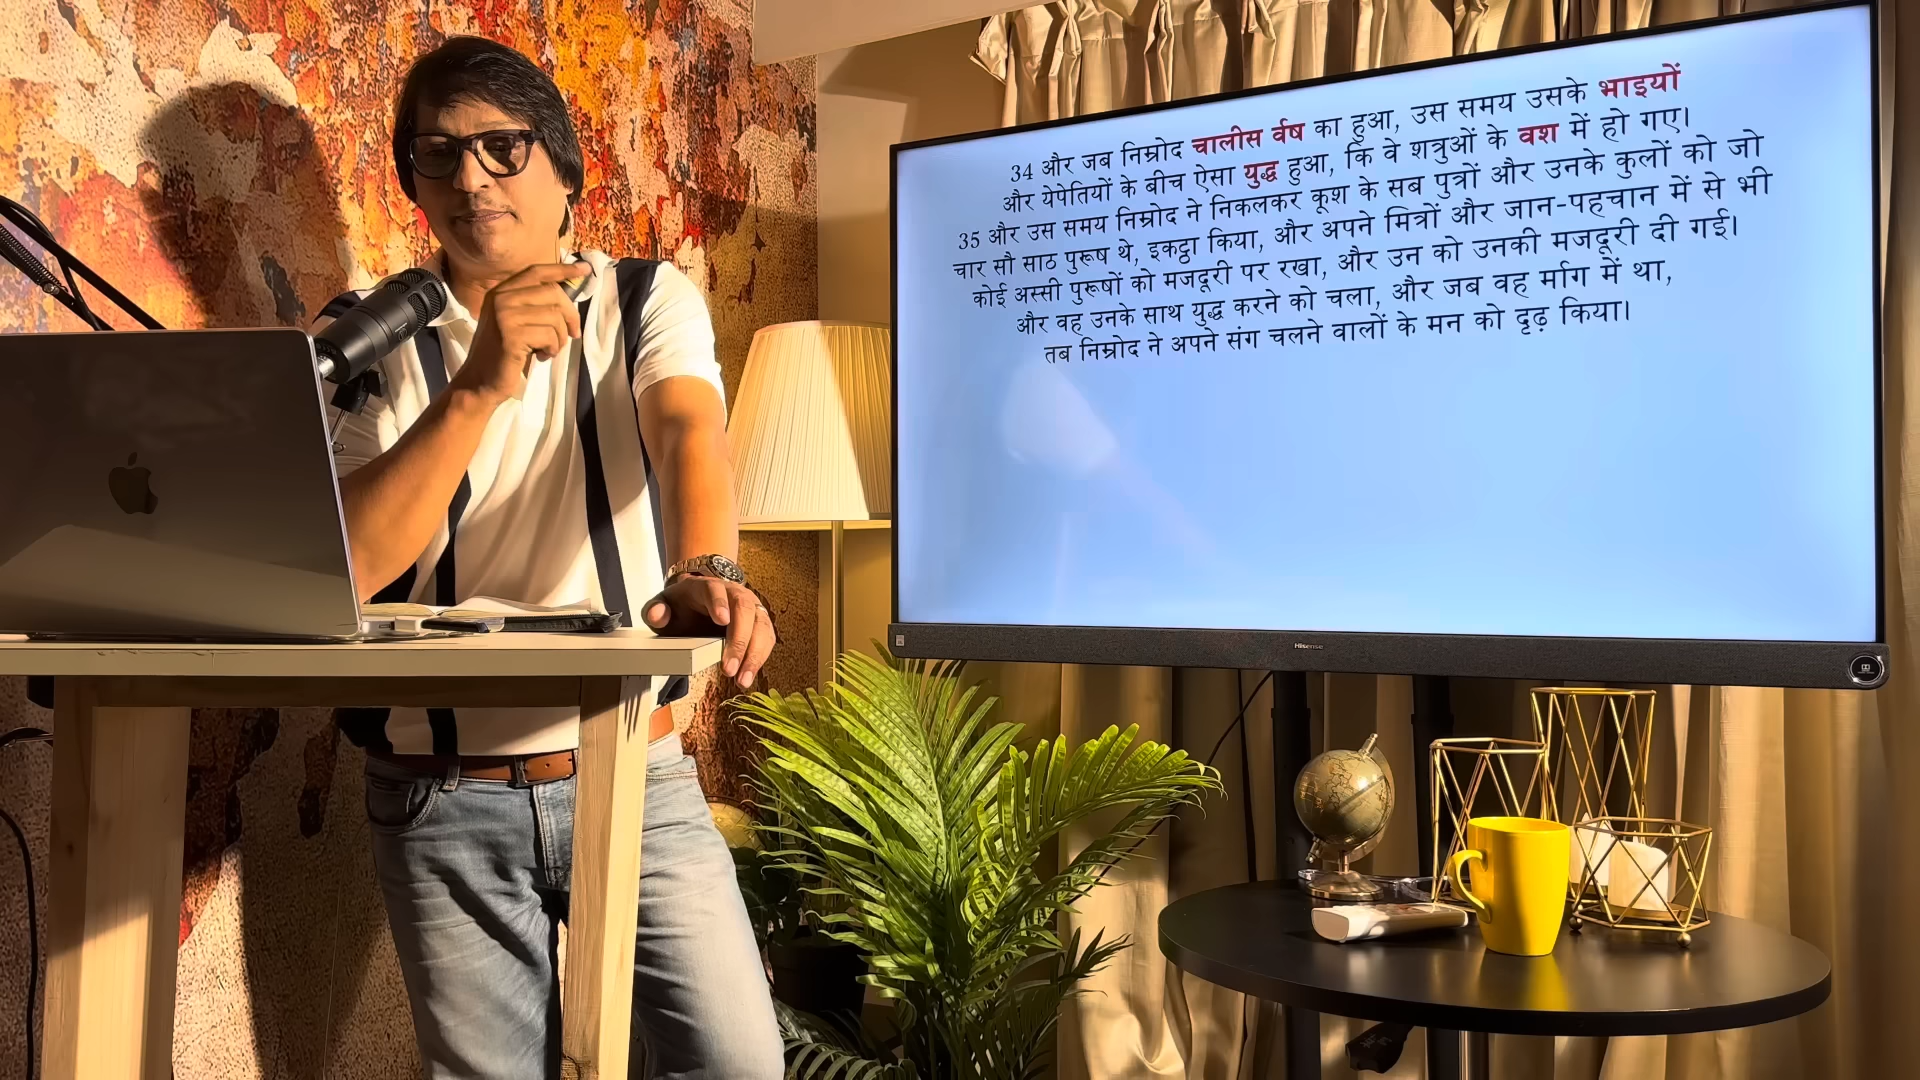 34 और जब निम्रोद चालीस र्वष का हुआ, उस समय उसके भाइयों
और येपेतियों के बीच ऐसा युद्ध हुआ, कि वे शत्रुओं के वश में हो गए।
35 और उस समय निम्रोद ने निकलकर कूश के सब पुत्रों और उनके कुलों को जो
चार सौ साठ पुरूष थे, इकट्ठा किया, और अपने मित्रों और जान-पहचान में से भी
कोई अस्सी पुरूषों को मजदूरी पर रखा, और उन को उनकी मजदूरी दी गई।
और वह उनके साथ युद्ध करने को चला, और जब वह र्माग में था,
तब निम्रोद ने अपने संग चलने वालों के मन को दृढ़ किया।
Hisense